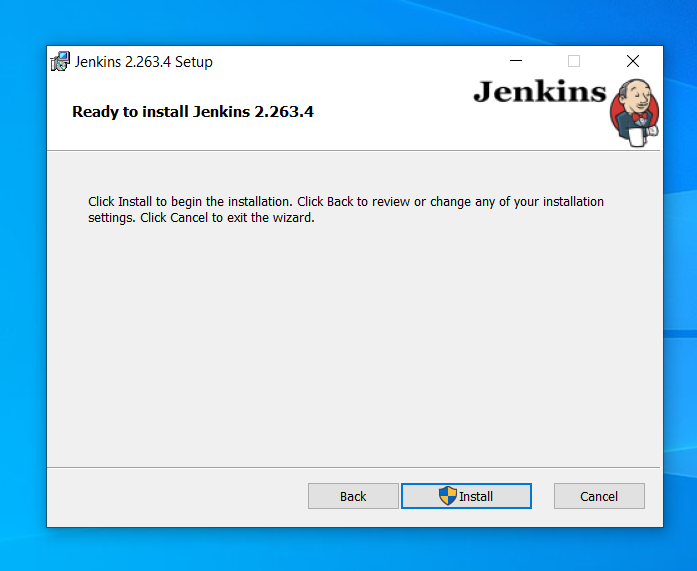 Jenkins 2.263.4 Setup
Jenkins
Ready to install Jenkins 2.263.4
Click Install to begin the installation. Click Back to review or change any of your installation
settings. Click Cancel to exit the wizard.
Back
Install
Cancel